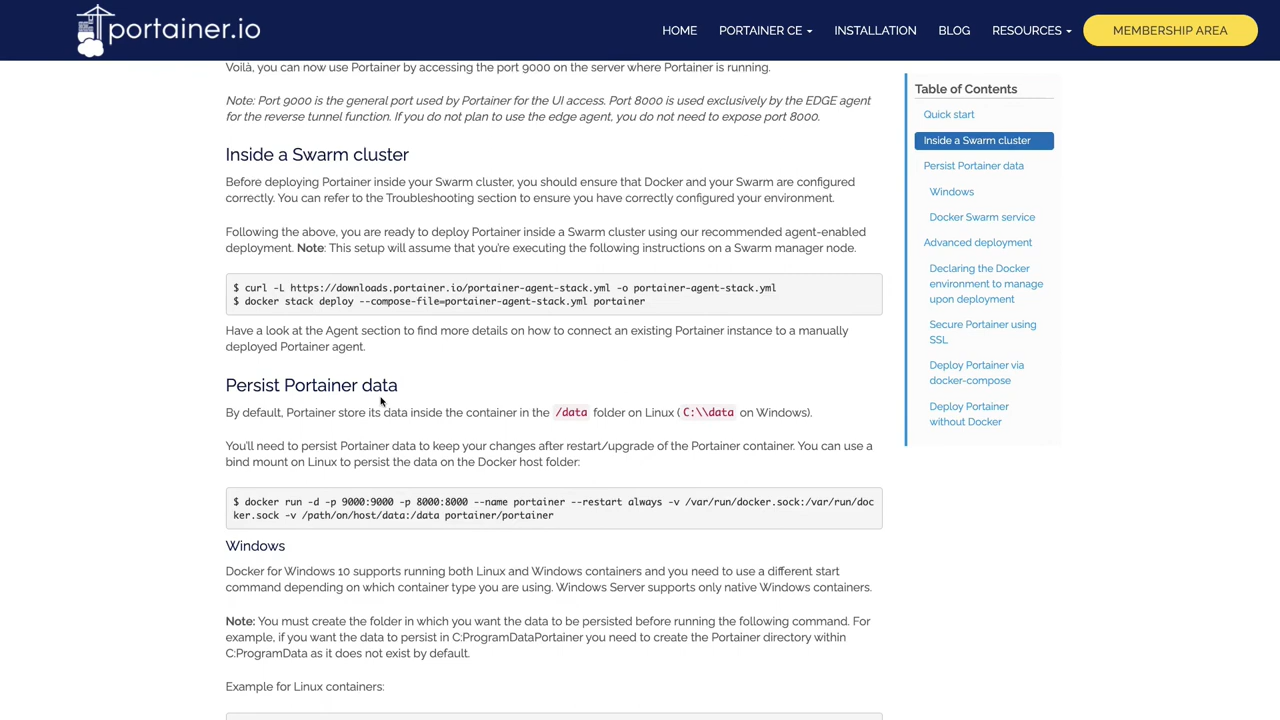 portainer.io
HOME
PORTAINER CE
INSTALLATION
BLOG
RESOURCES
MEMBERSHIP AREA
Voilà, you can now use Portainer by accessing the port 9000 on the server where Portainer is running.
Note: Port 9000 is the general port used by Portainer for the UI access. Port 8000 is used exclusively by the EDGE agent
for the reverse tunnel function. If you do not plan to use the edge agent, you do not need to expose port 8000.
Inside a Swarm cluster
Before deploying Portainer inside your Swarm cluster, you should ensure that Docker and your Swarm are configured
correctly. You can refer to the Troubleshooting section to ensure you have correctly configured your environment.
Following the above, you are ready to deploy Portainer inside a Swarm cluster using our recommended agent-enabled
deployment. Note: This setup will assume that you're executing the following instructions on a Swarm manager node.
$ curl -L https://downloads.portainer.io/portainer-agent-stack.yml -o portainer-agent-stack.yml
$ docker stack deploy --compose-file=portainer-agent-stack.yml portainer
Have a look at the Agent section to find more details on how to connect an existing Portainer instance to a manually
deployed Portainer agent.
Persist Portainer data
By default, Portainer store its data inside the container in the /data folder on Linux (C:\\data on Windows).
You'll need to persist Portainer data to keep your changes after restart/upgrade of the Portainer container. You can use a
bind mount on Linux to persist the data on the Docker host folder:
$ docker run -d -p 9000:9000 -p 8000:8000 --name portainer --restart always -v /var/run/docker.sock:/var/run/doc
ker.sock -v /path/on/host/data:/data portainer/portainer
Windows
Docker for Windows 10 supports running both Linux and Windows containers and you need to use a different start
command depending on which container type you are using. Windows Server supports only native Windows containers.
Note: You must create the folder in which you want the data to be persisted before running the following command. For
example, if you want the data to persist in C:ProgramDataPortainer you need to create the Portainer directory within
C:ProgramData as it does not exist by default.
Example for Linux containers:
Table of Contents
Quick start
Inside a Swarm cluster
Persist Portainer data
Windows
Docker Swarm service
Advanced deployment
Declaring the Docker
environment to manage
upon deployment
Secure Portainer using
SSL
Deploy Portainer via
docker-compose
Deploy Portainer
without Docker